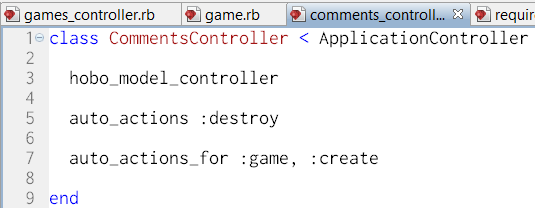 games_controller.rb game.rb comments_controll... requir
1 class CommentsController < ApplicationController
2
3 hobo_model_controller
4
5 auto_actions :destroy
6
7 auto_actions_for :game, :create
8
9 end